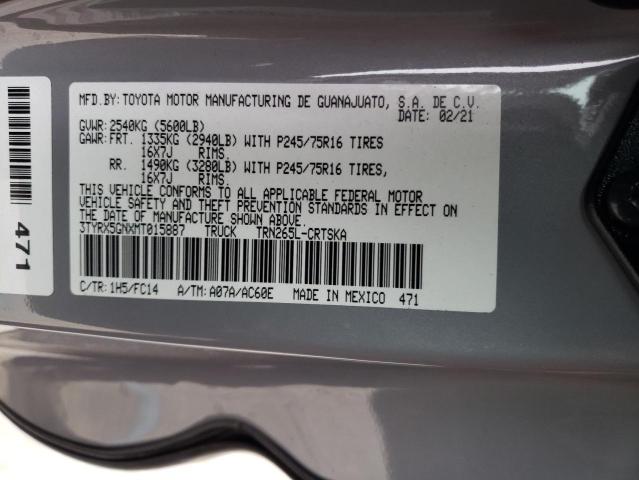 MFD.BY:TOYOTA MOTOR MANUFACTURING DE GUANAJUATO, S.A. DE C.V.
DATE: 02/21
GVWR:2540KG (5600LB)
GAWR:FRT. 1335KG (2940LB) WITH P245/75R16 TIRES
16X7J RIMS.
RR. 1490KG (3280LB) WITH P245/75R16 TIRES,
16X7J RIMS.
THIS VEHICLE CONFORMS TO ALL APPLICABLE FEDERAL MOTOR
VEHICLE SAFETY AND THEFT PREVENTION STANDARDS IN EFFECT ON
THE DATE OF MANUFACTURE SHOWN ABOVE.
3TYRX5GNXMT015887 TRUCK TRN265L-CRTSKA
C/TR:1H5/FC14 A/TM:A07A/AC60E MADE IN MEXICO 471
471